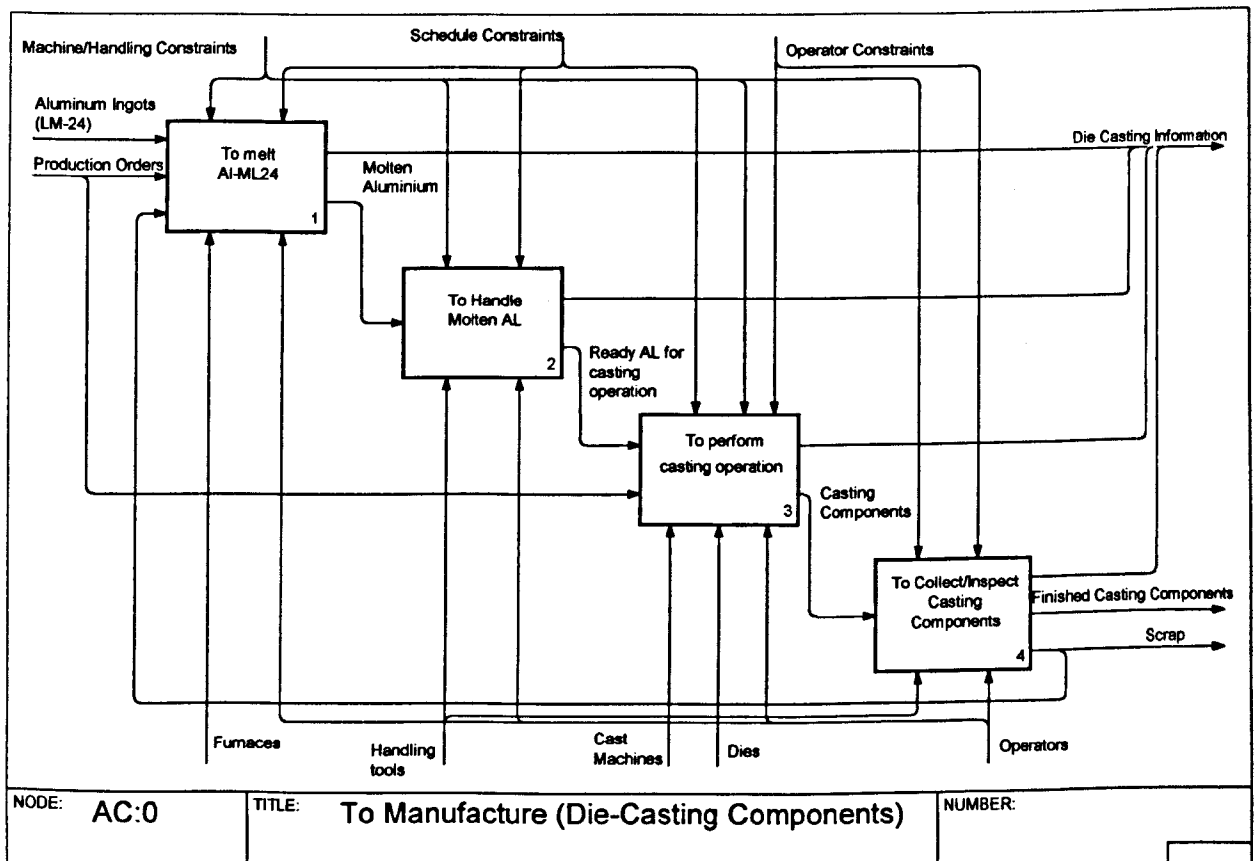 Machine/Handling Constraints
Schedule Constraints
Operator Constraints
Aluminum Ingots
(LM-24)
Production Orders
To melt
Al-ML24
1
Molten
Aluminium
Die Casting Information
To Handle
Molten AL
2
Ready AL for
casting
operation
To perform
casting operation
3
Casting
Components
To Collect/Inspect
Casting
Components
4
Finished Casting Components
Scrap
Furnaces
Handling
tools
Cast
Machines
Dies
Operators
NODE:
AC:0
TITLE:
To Manufacture (Die-Casting Components)
NUMBER: